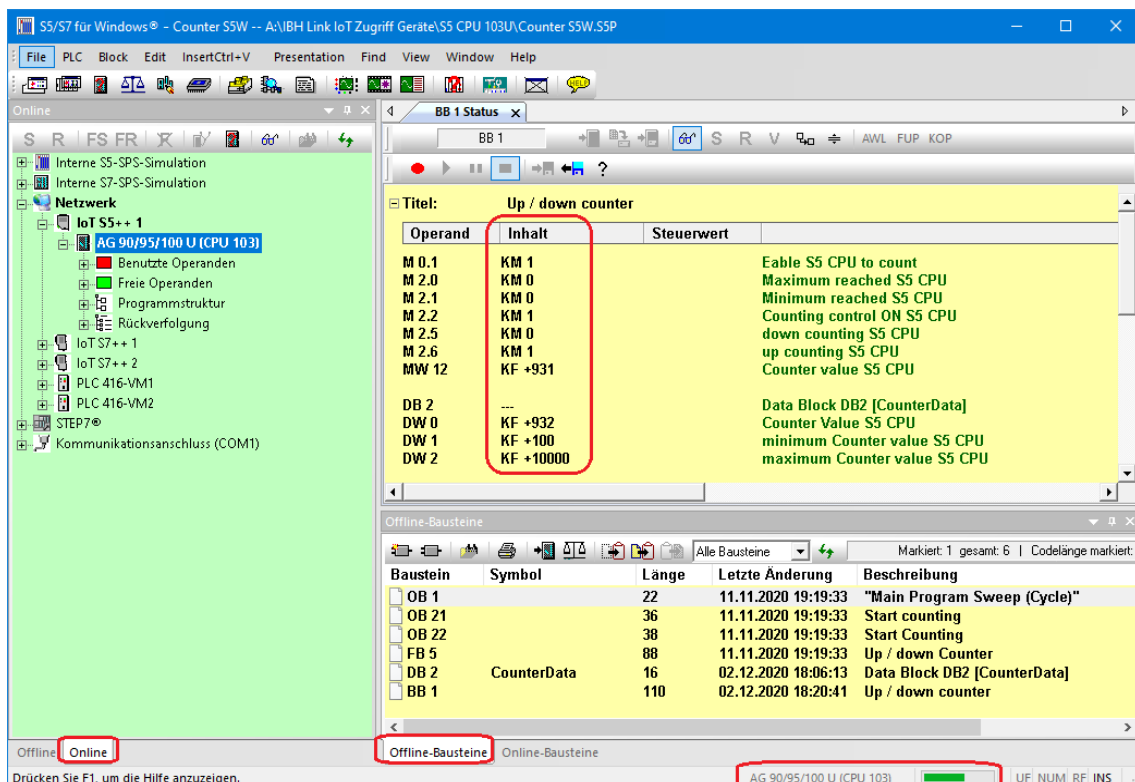 S5/S7 für Windows® - Counter S5W -- A:\IBH Link IoT Zugriff Geräte\S5 CPU 103U\Counter S5W.S5P
File PLC Block Edit InsertCtrl+V Presentation Find View Window Help
HELP
Online
S R FS FR
Interne S5-SPS-Simulation
Interne S7-SPS-Simulation
Netzwerk
IoT S5++ 1
AG 90/95/100 U (CPU 103)
Benutzte Operanden
Freie Operanden
Programmstruktur
Rückverfolgung
IoT S7++ 1
IoT S7++ 2
PLC 416-VM1
PLC 416-VM2
STEP7®
Kommunikationsanschluss (COM1)
Offline Online
BB 1 Status x
BB 1 S R V AWL FUP KOP
?
Titel: Up / down counter
Operand Inhalt Steuerwert
M 0.1 KM 1 Eable S5 CPU to count
M 2.0 KM 0 Maximum reached S5 CPU
M 2.1 KM 0 Minimum reached S5 CPU
M 2.2 KM 1 Counting control ON S5 CPU
M 2.5 KM 0 down counting S5 CPU
M 2.6 KM 1 up counting S5 CPU
MW 12 KF +931 Counter value S5 CPU
DB 2 --- Data Block DB2 [CounterData]
DW 0 KF +932 Counter Value S5 CPU
DW 1 KF +100 minimum Counter value S5 CPU
DW 2 KF +10000 maximum Counter value S5 CPU
Offline-Bausteine
Alle Bausteine Markiert: 1 gesamt: 6 | Codelänge markiert:
Baustein Symbol Länge Letzte Änderung Beschreibung
OB 1 22 11.11.2020 19:19:33 "Main Program Sweep (Cycle)"
OB 21 36 11.11.2020 19:19:33 Start counting
OB 22 38 11.11.2020 19:19:33 Start Counting
FB 5 88 11.11.2020 19:19:33 Up / down Counter
DB 2 CounterData 16 02.12.2020 18:06:13 Data Block DB2 [CounterData]
BB 1 110 02.12.2020 18:20:41 Up / down counter
Offline-Bausteine Online-Bausteine
Drücken Sie F1, um die Hilfe anzuzeigen. AG 90/95/100 U (CPU 103) UF NUM RF INS